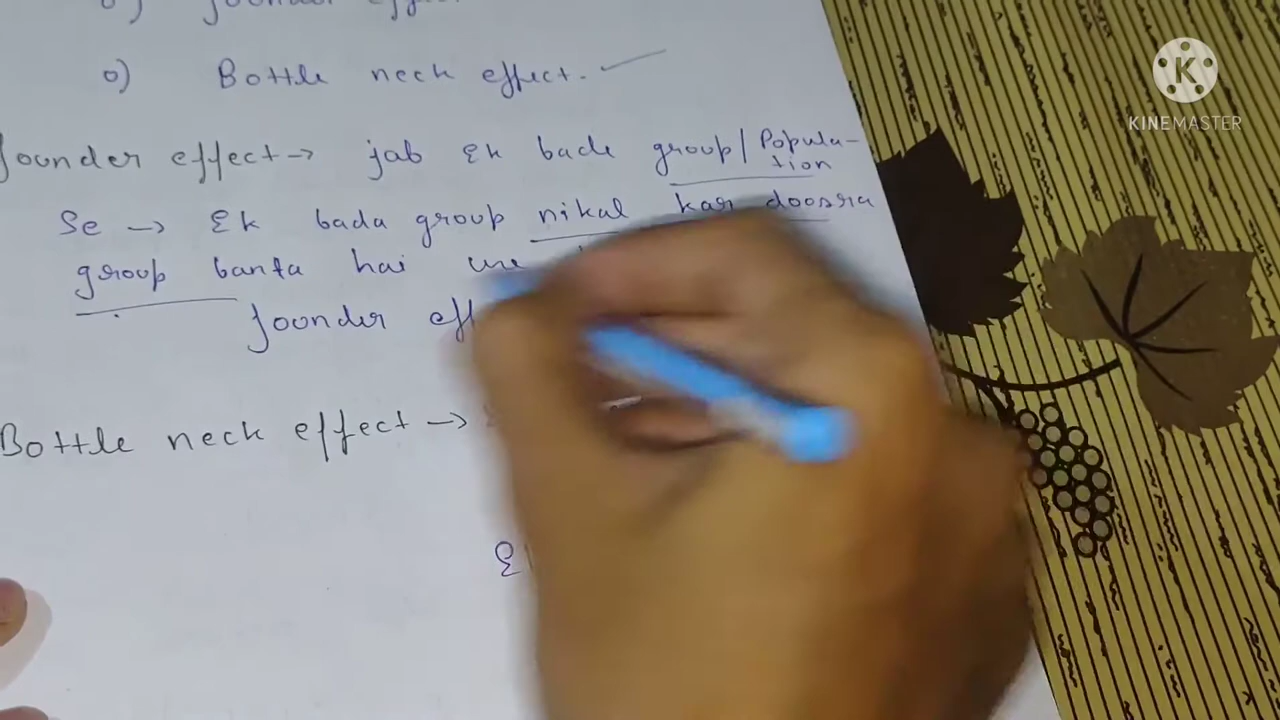 o) Bottle neck effect.
founder effect → jab Ek bade group/Popula-
tion
Se → Ek bada group nikal kar doosra
group banta hai
founder
Bottle neck effect →
K
KINEMASTER